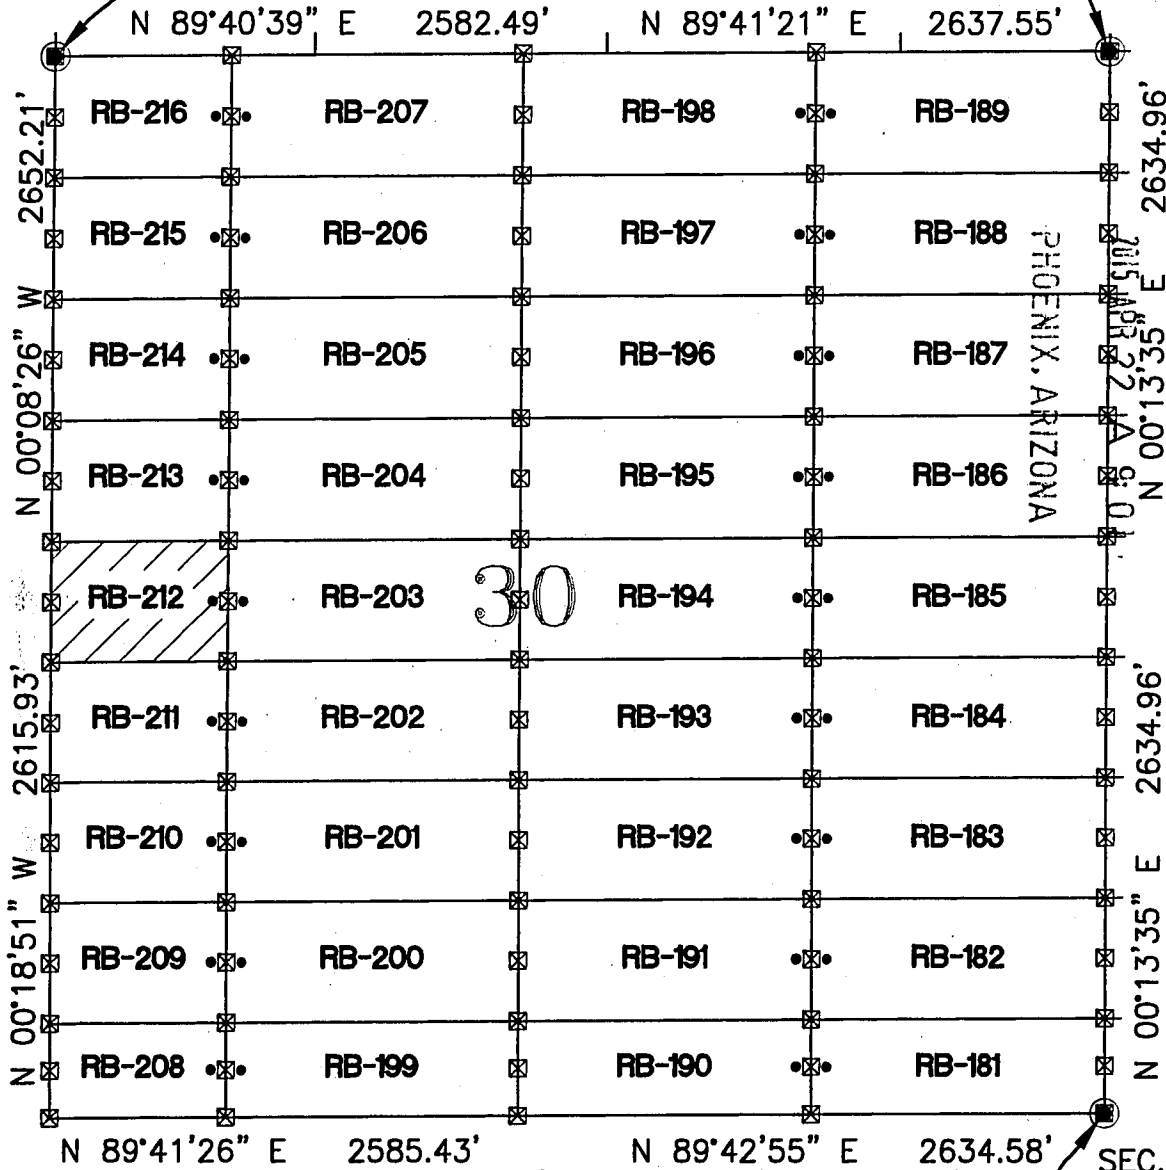 N 89°40'39" E 2582.49' N 89°41'21" E 2637.55'
RB-216 RB-207 RB-198 RB-189
RB-215 RB-206 RB-197 RB-188
RB-214 RB-205 RB-196 RB-187
RB-213 RB-204 RB-195 RB-186
RB-212 RB-203 30 RB-194 RB-185
RB-211 RB-202 RB-193 RB-184
RB-210 RB-201 RB-192 RB-183
RB-209 RB-200 RB-191 RB-182
RB-208 RB-199 RB-190 RB-181
N 89°41'26" E 2585.43' N 89°42'55" E 2634.58'
SEC.
N 00°08'26" W 2652.21'
N 00°18'51" W 2615.93'
N 00°13'35" E 2634.96'
N 00°13'35" E 2634.96'
2015 APR 22 A 9:01
PHOENIX, ARIZONA